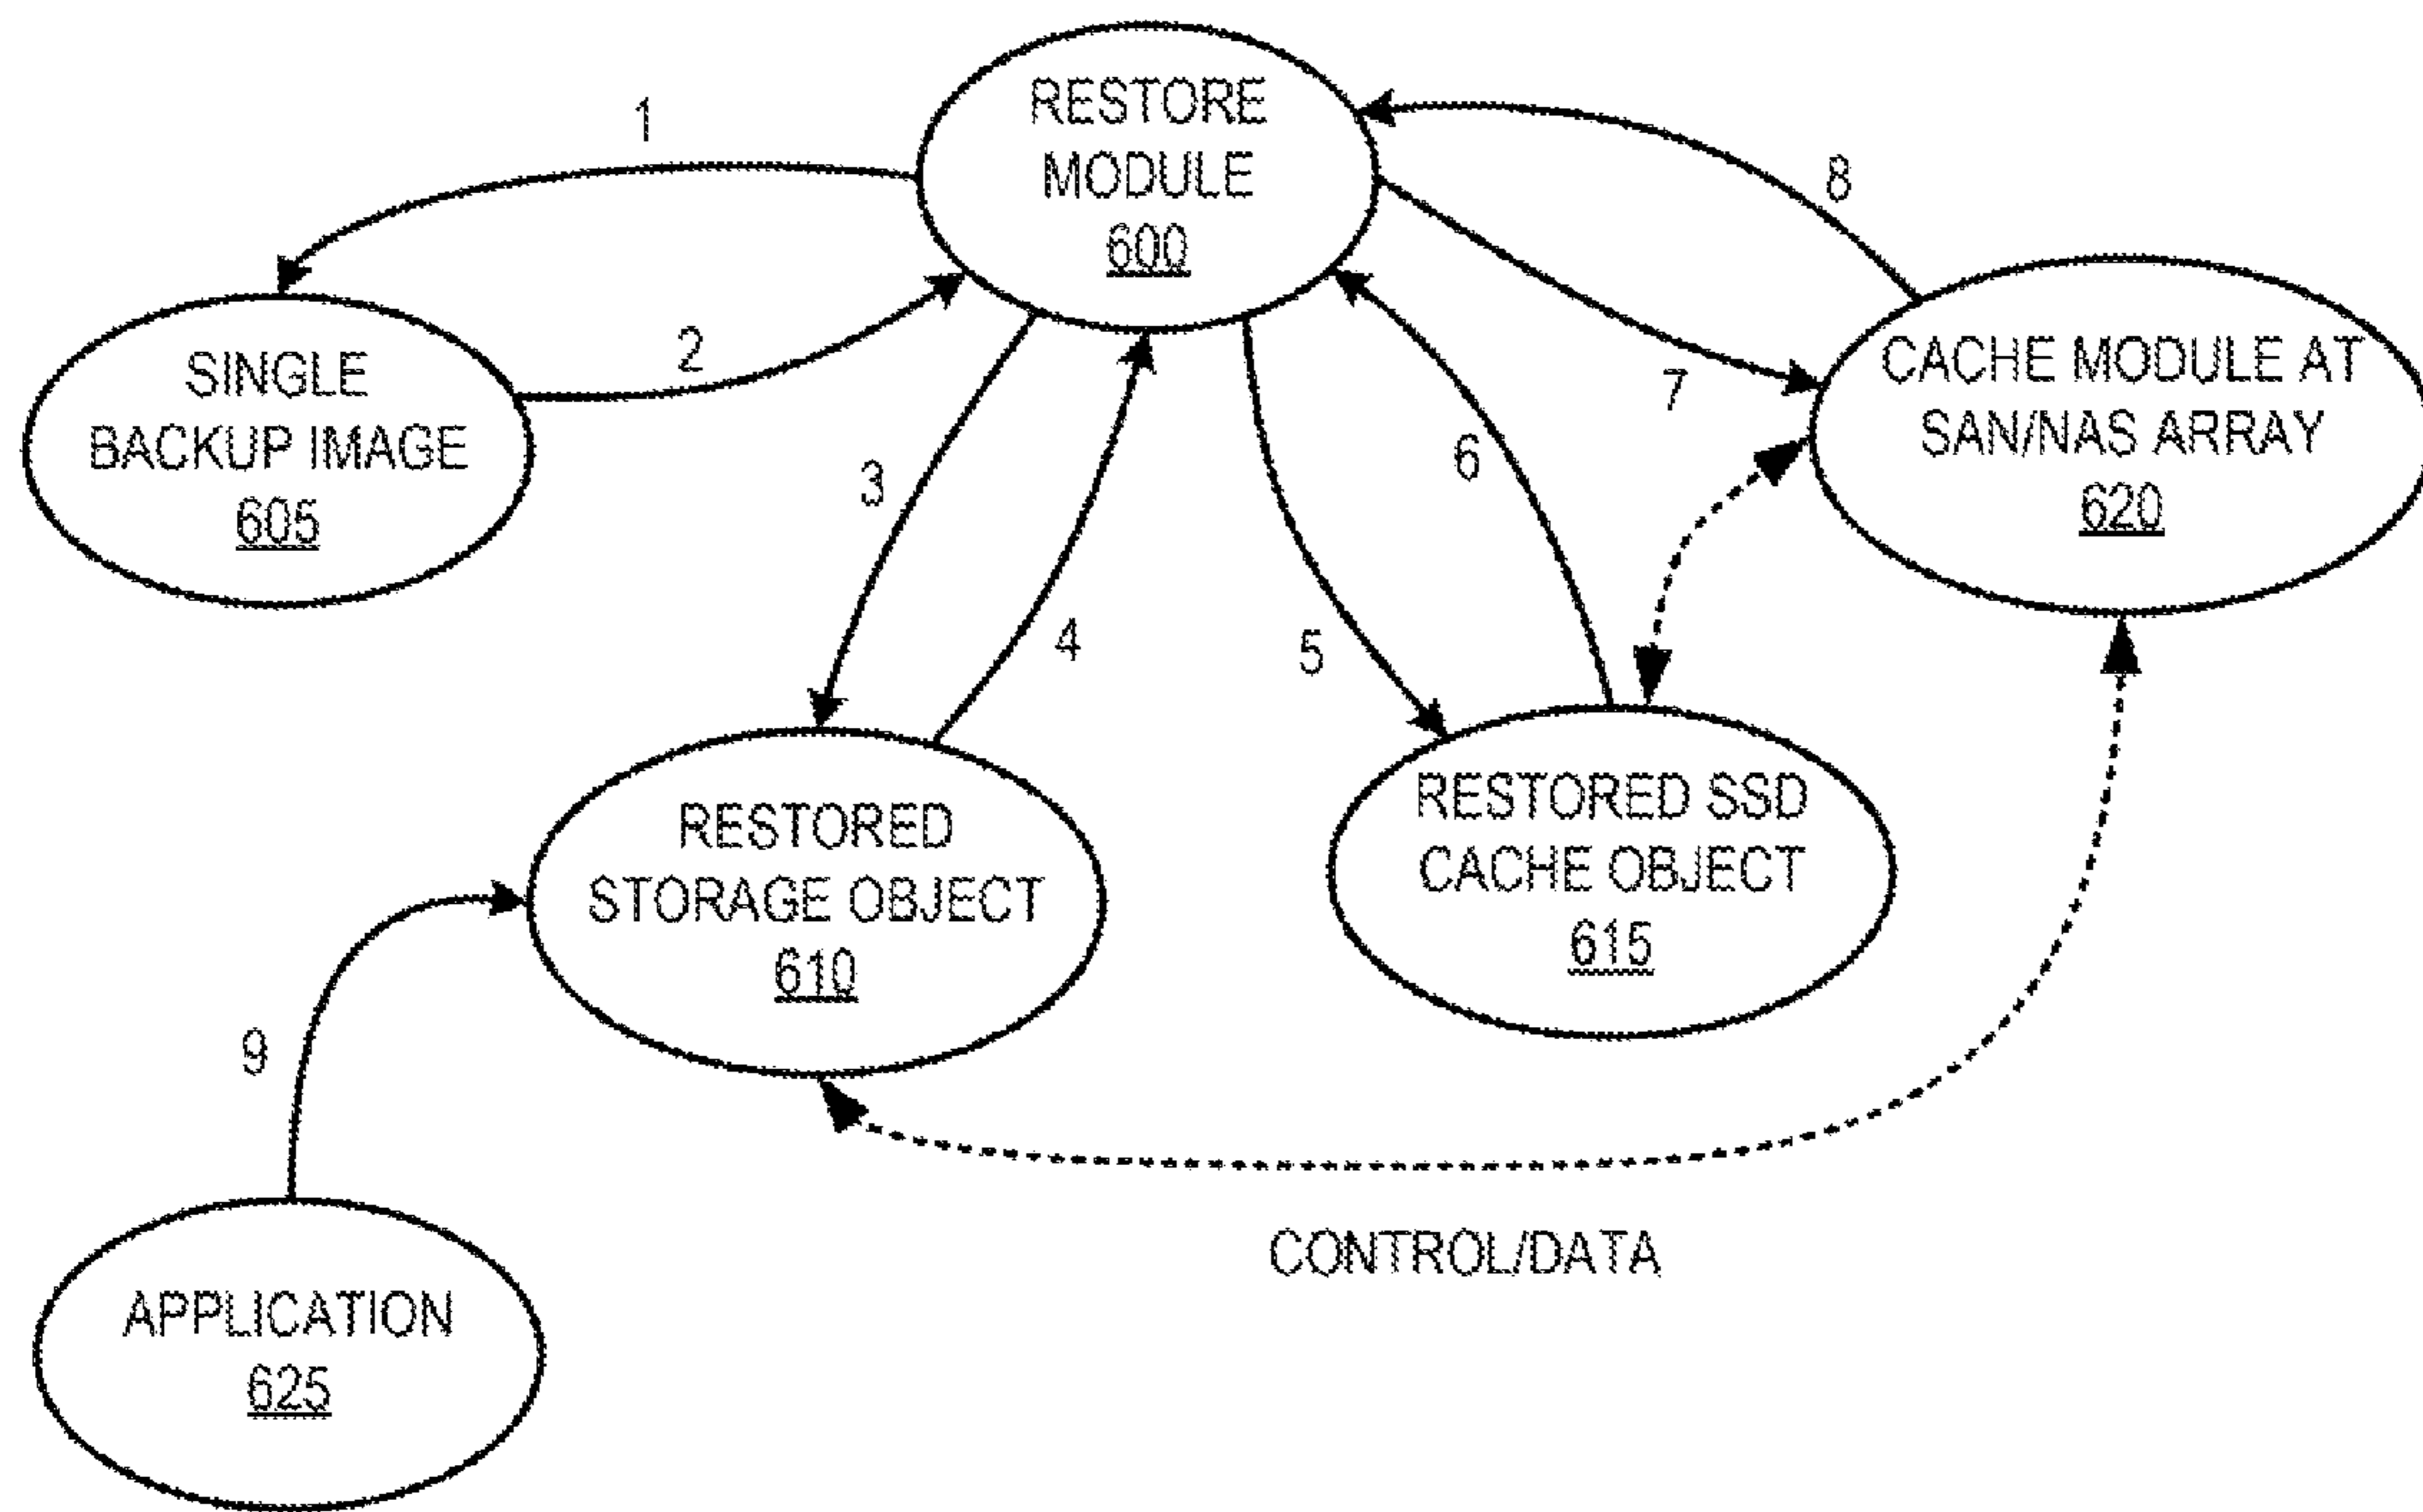 RESTORE
MODULE
600
1
8
2
SINGLE
BACKUP IMAGE
605
CACHE MODULE AT
SAN/NAS ARRAY
620
7
3
6
4
5
RESTORED
STORAGE OBJECT
610
RESTORED SSD
CACHE OBJECT
615
9
CONTROL/DATA
APPLICATION
625